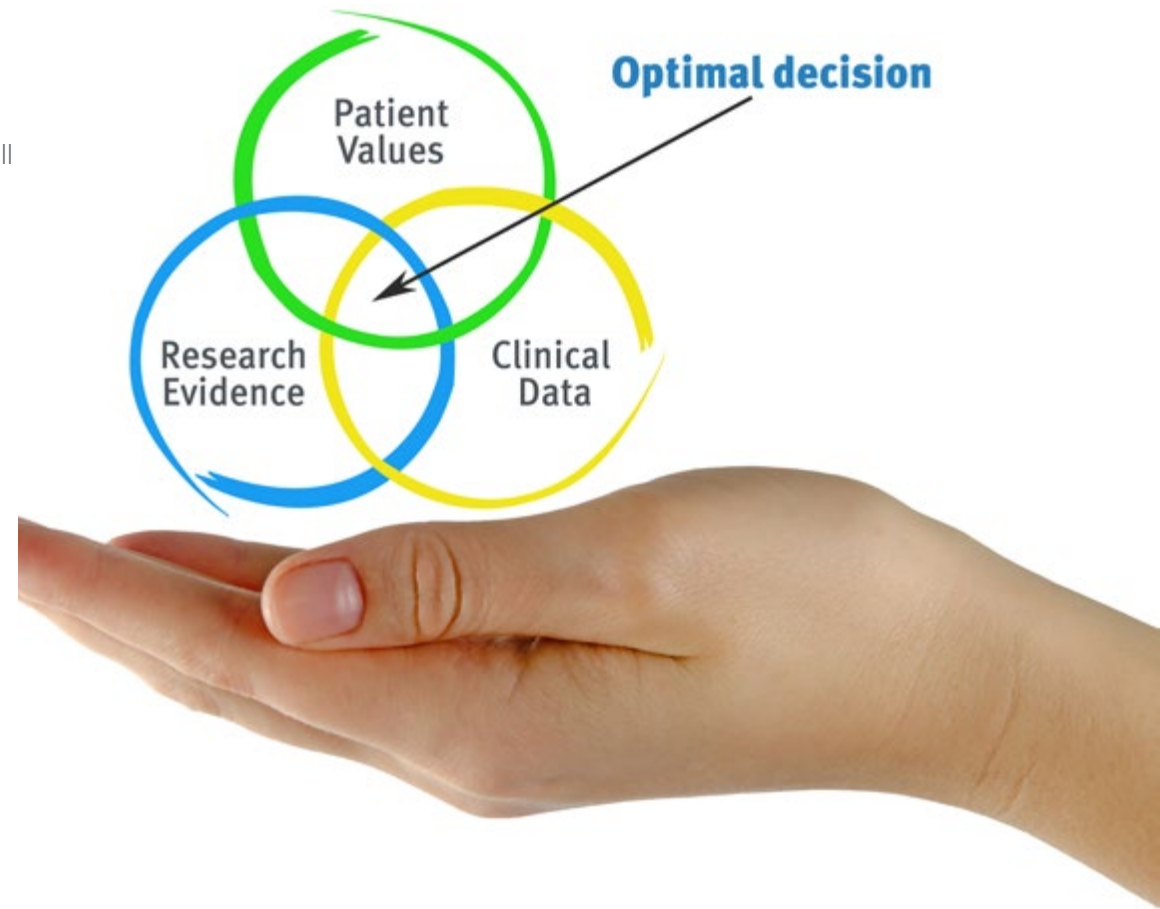 Optimal decision
Patient
Values
Research
Evidence
Clinical
Data